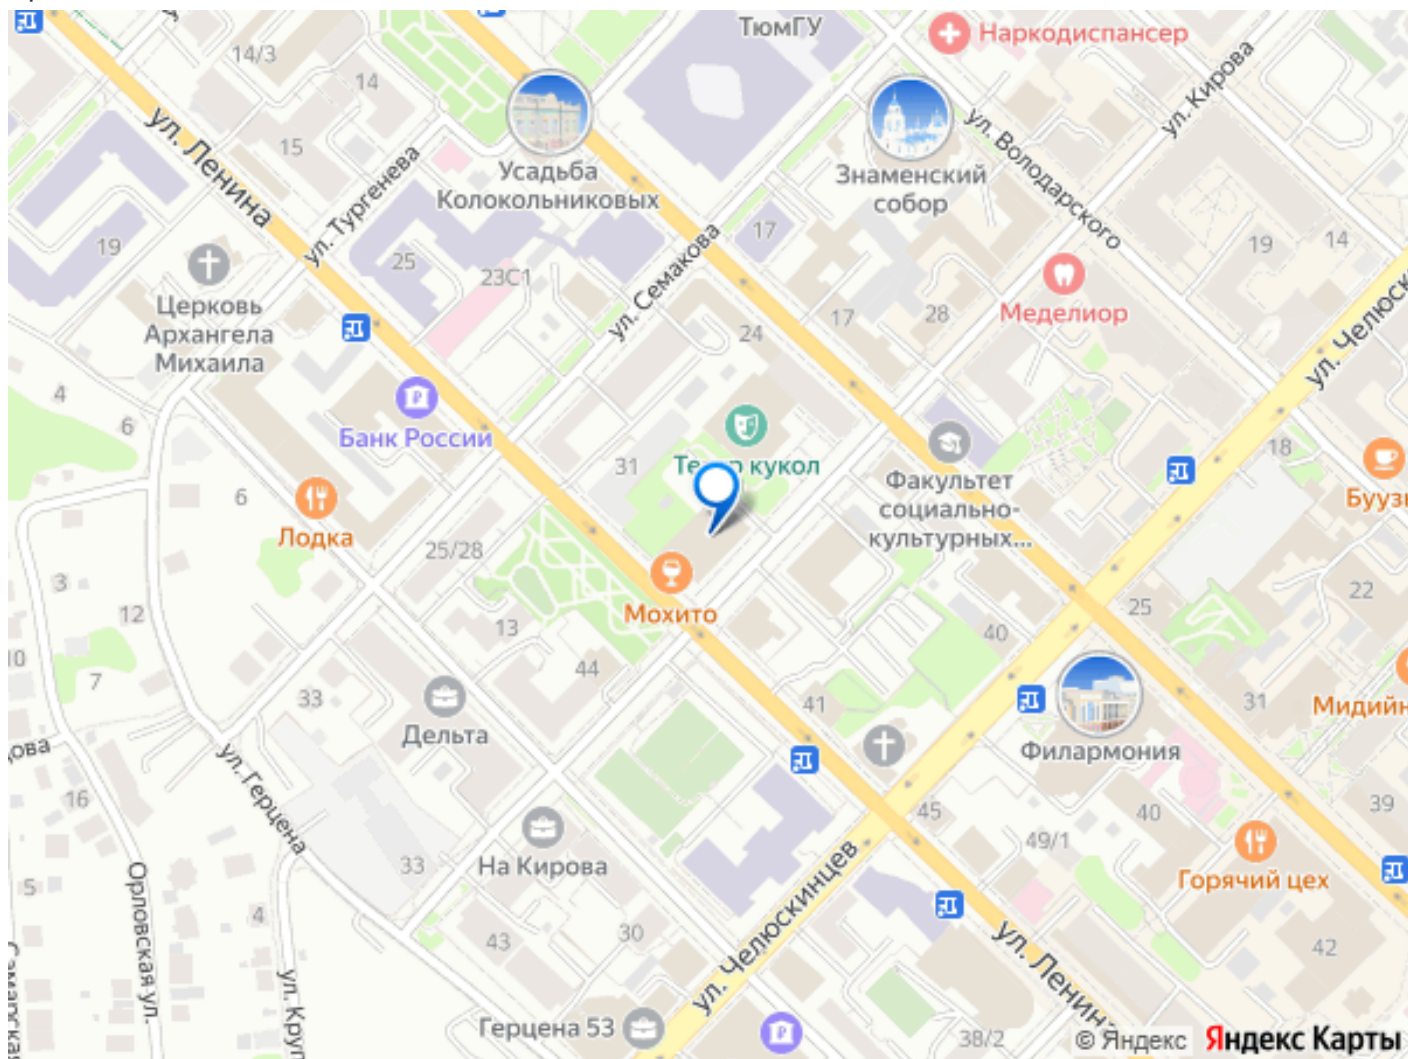 ТюмГУ
Наркодиспансер
14/3
14
ул. Кирова
ул. Ленина
15
Усадьба
Колокольниковых
Знаменский
собор
ул. Володарского
ул. Тургенева
19
25
23С1
ул. Семакова
17
19
14
Церковь
Архангела
Михаила
Меделиор
24
17
28
ул. Челюск
4
6
Банк России
31
Театр кукол
18
Факультет
социально-
культурных...
Буузы
6
Лодка
25/28
3
12
Мохито
13
44
40
25
22
10
7
33
Дельта
41
31
Мидийн
Филармония
дова
16
ул. Герцена
33
На Кирова
45
40
49/1
39
Горячий цех
5
Орловская ул.
4
43
30
ул. Челюскинцев
42
ул. Ленина
ул. Круп
Самарская
Герцена 53
38/2
© Яндекс Яндекс Карты